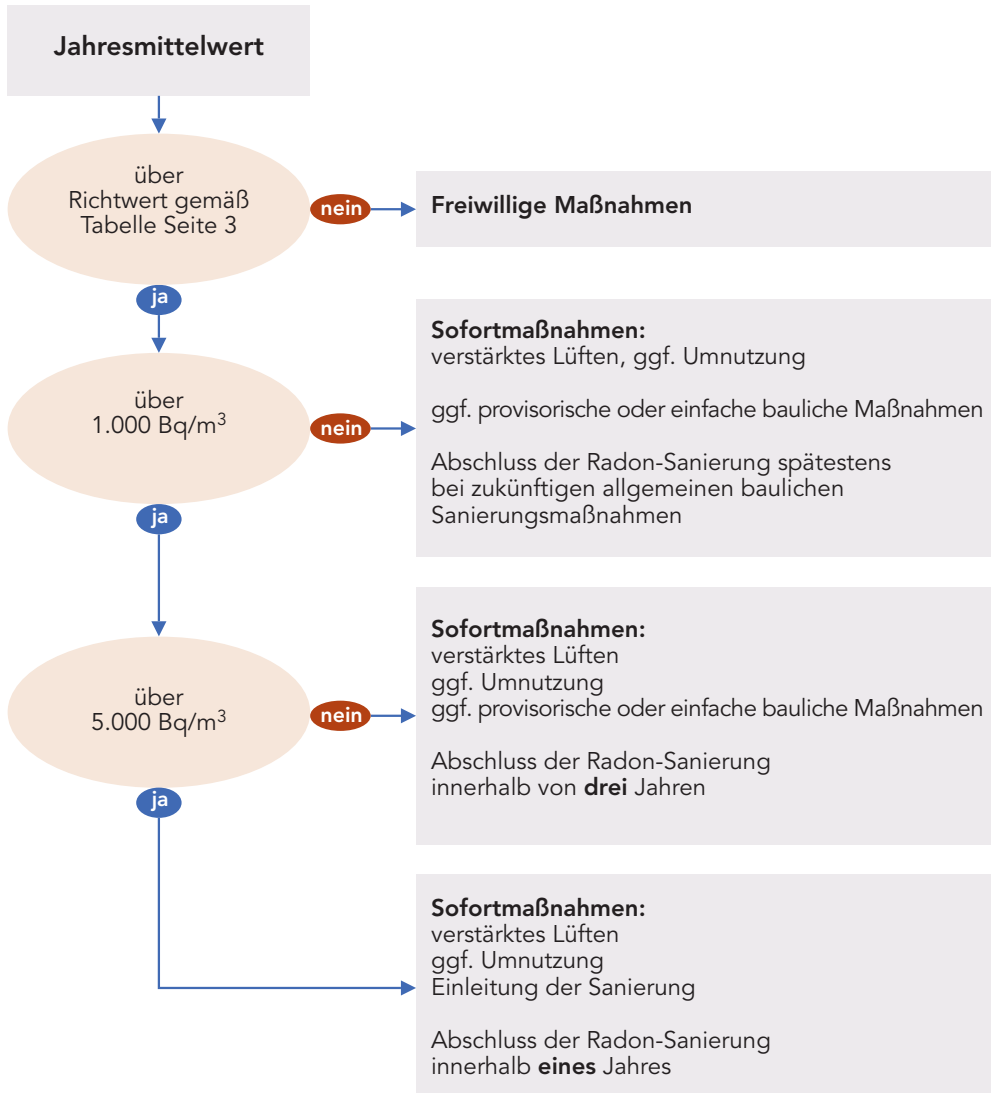 Jahresmittelwert
über
Richtwert gemäß
Tabelle Seite 3
nein
Freiwillige Maßnahmen
ja
Sofortmaßnahmen:
verstärktes Lüften, ggf. Umnutzung
ggf. provisorische oder einfache bauliche Maßnahmen
Abschluss der Radon-Sanierung spätestens
bei zukünftigen allgemeinen baulichen
Sanierungsmaßnahmen
über
1.000 Bq/m³
nein
ja
Sofortmaßnahmen:
verstärktes Lüften
ggf. Umnutzung
ggf. provisorische oder einfache bauliche Maßnahmen
Abschluss der Radon-Sanierung
innerhalb von drei Jahren
über
5.000 Bq/m³
nein
ja
Sofortmaßnahmen:
verstärktes Lüften
ggf. Umnutzung
Einleitung der Sanierung
Abschluss der Radon-Sanierung
innerhalb eines Jahres